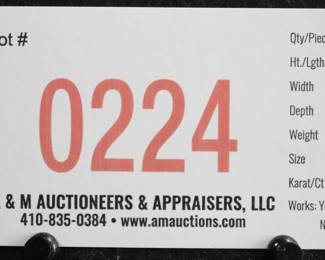 ot #
0224
& M AUCTIONEERS & APPRAISERS, LLC
410-835-0384 • www.amauctions.com
Qty/Piec
Ht./Lgth
Width
Depth
Weight
Size
Karat/Ct
Works: Y
N